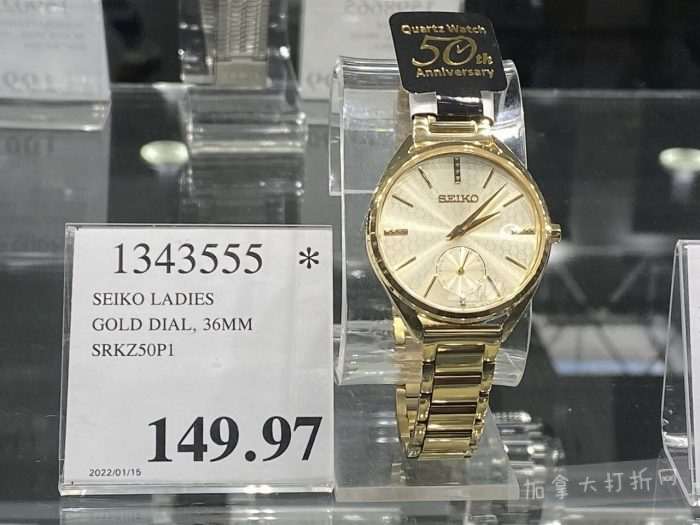 Quartz Watch
50th
Anniversary
SEIKO
1343555 *
SEIKO LADIES
GOLD DIAL, 36MM
SRKZ50P1
149.97
2022/01/15
加拿大打折网